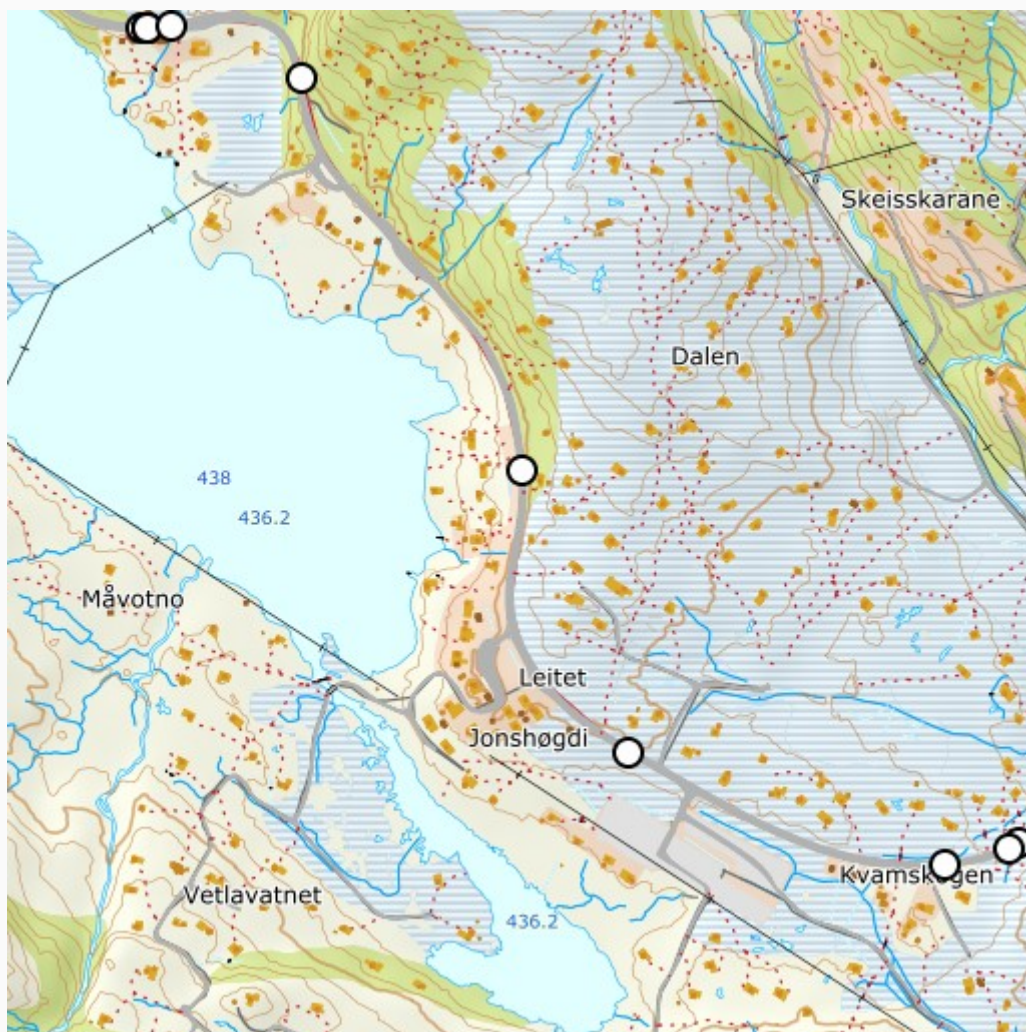 Skeisskarane
Dalen
438
436.2
Måvotno
Leitet
Jonshøgdi
Kvamskogen
Vetlavatnet
436.2